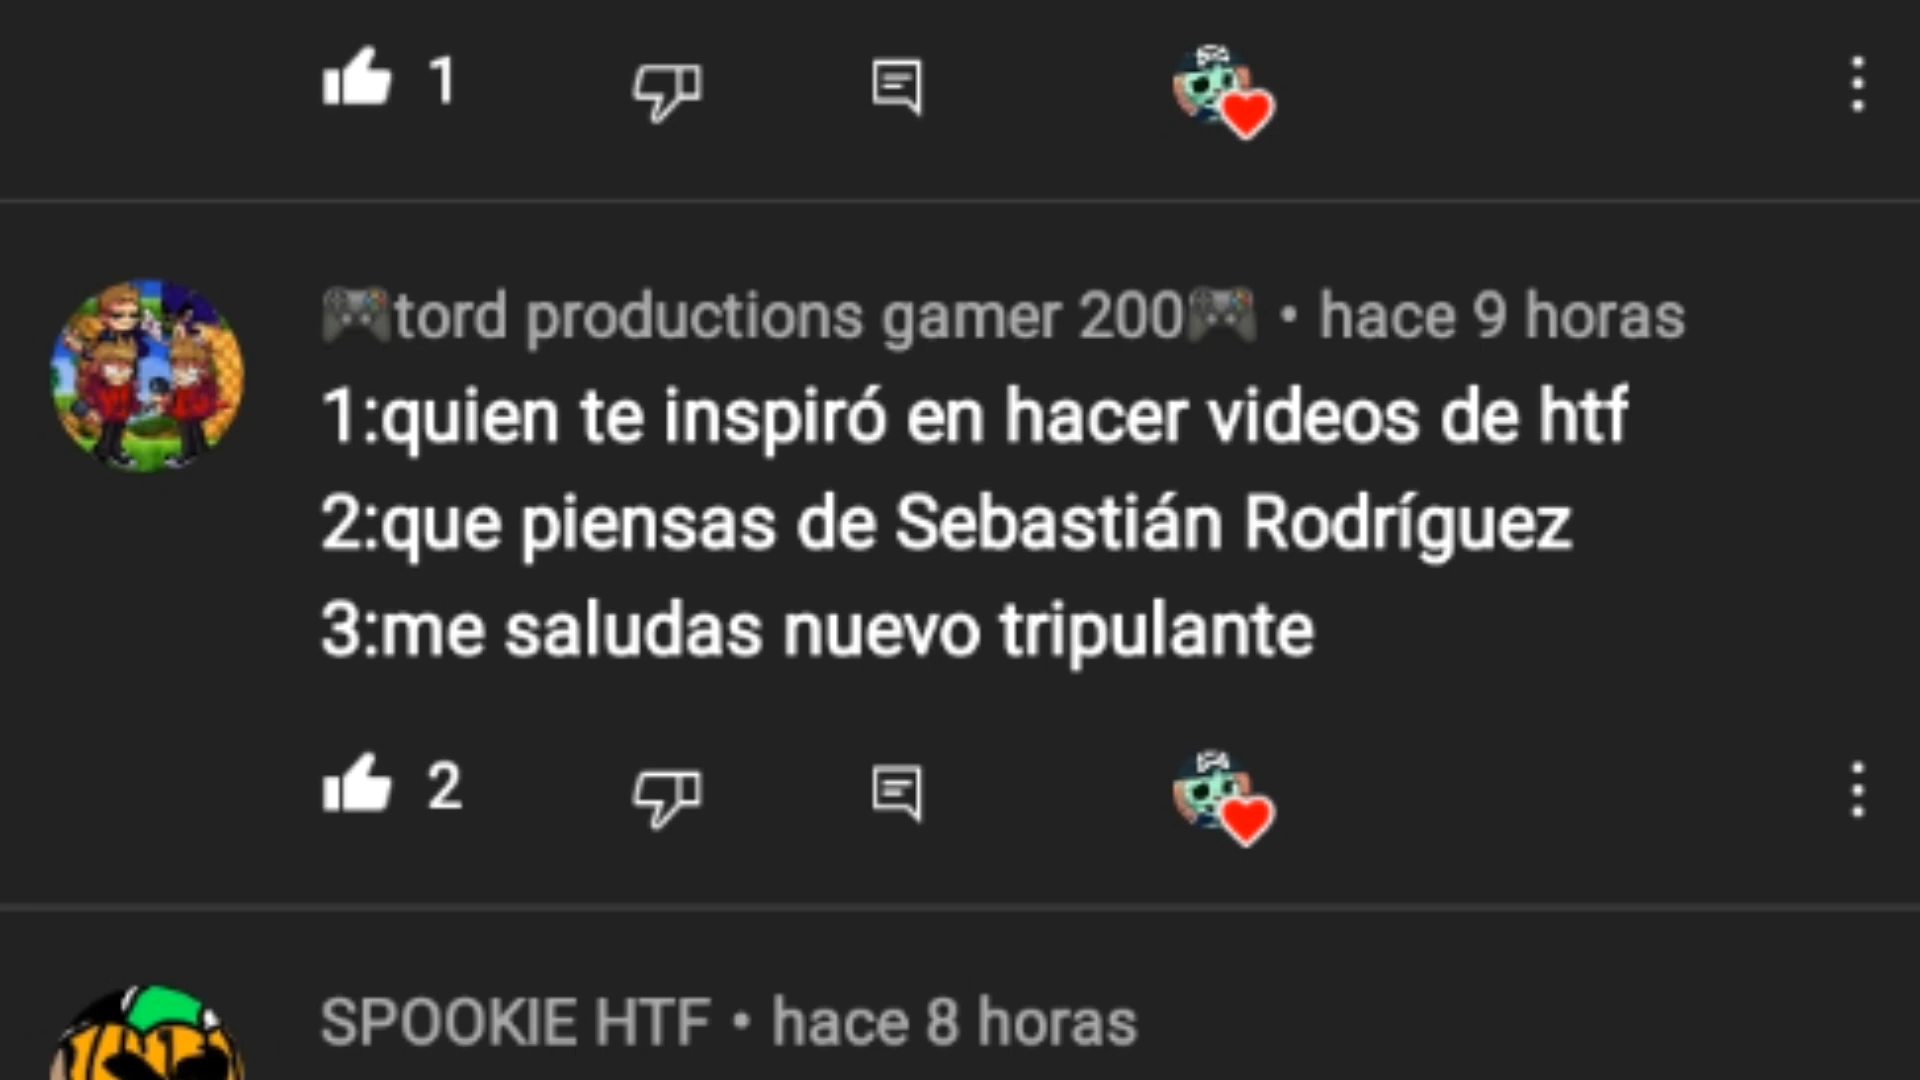 1
🎮tord productions gamer 200🎮 • hace 9 horas
1:quien te inspiró en hacer videos de htf
2:que piensas de Sebastián Rodríguez
3:me saludas nuevo tripulante
2
SPOOKIE HTF • hace 8 horas